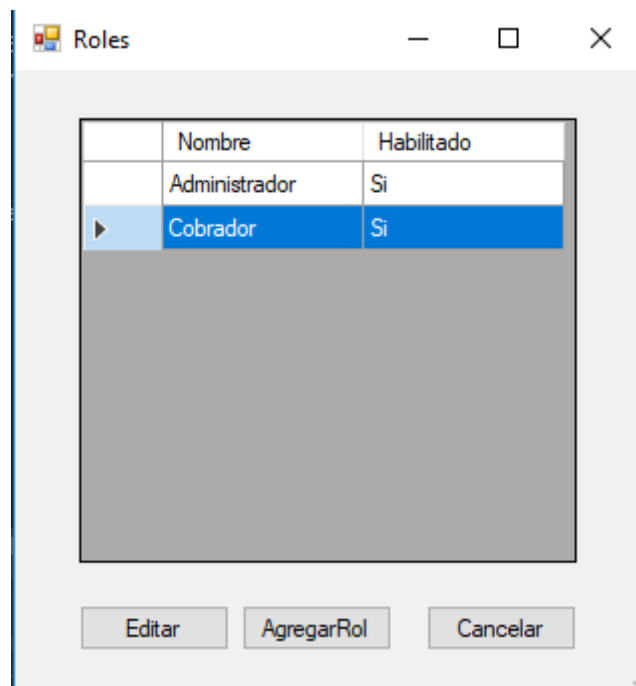 Roles
Nombre Habilitado
Administrador Si
Cobrador Si
Editar AgregarRol Cancelar